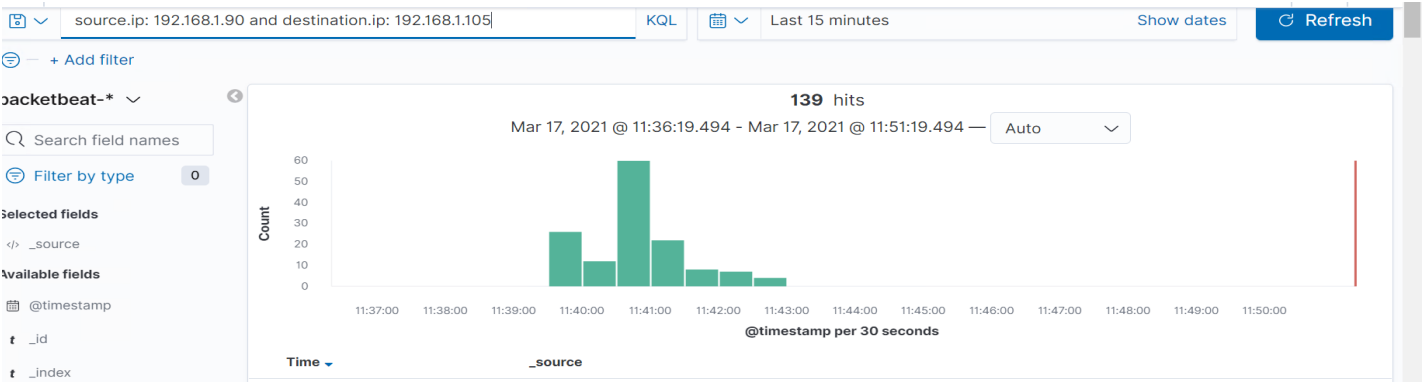 source.ip: 192.168.1.90 and destination.ip: 192.168.1.105 KQL Last 15 minutes Show dates Refresh
+ Add filter
packetbeat-*
139 hits
Mar 17, 2021 @ 11:36:19.494 - Mar 17, 2021 @ 11:51:19.494 — Auto
Search field names
Filter by type 0
Selected fields
</> _source
Available fields
@timestamp
t _id
t _index
Count
60
50
40
30
20
10
0
11:37:00 11:38:00 11:39:00 11:40:00 11:41:00 11:42:00 11:43:00 11:44:00 11:45:00 11:46:00 11:47:00 11:48:00 11:49:00 11:50:00
@timestamp per 30 seconds
Time _source